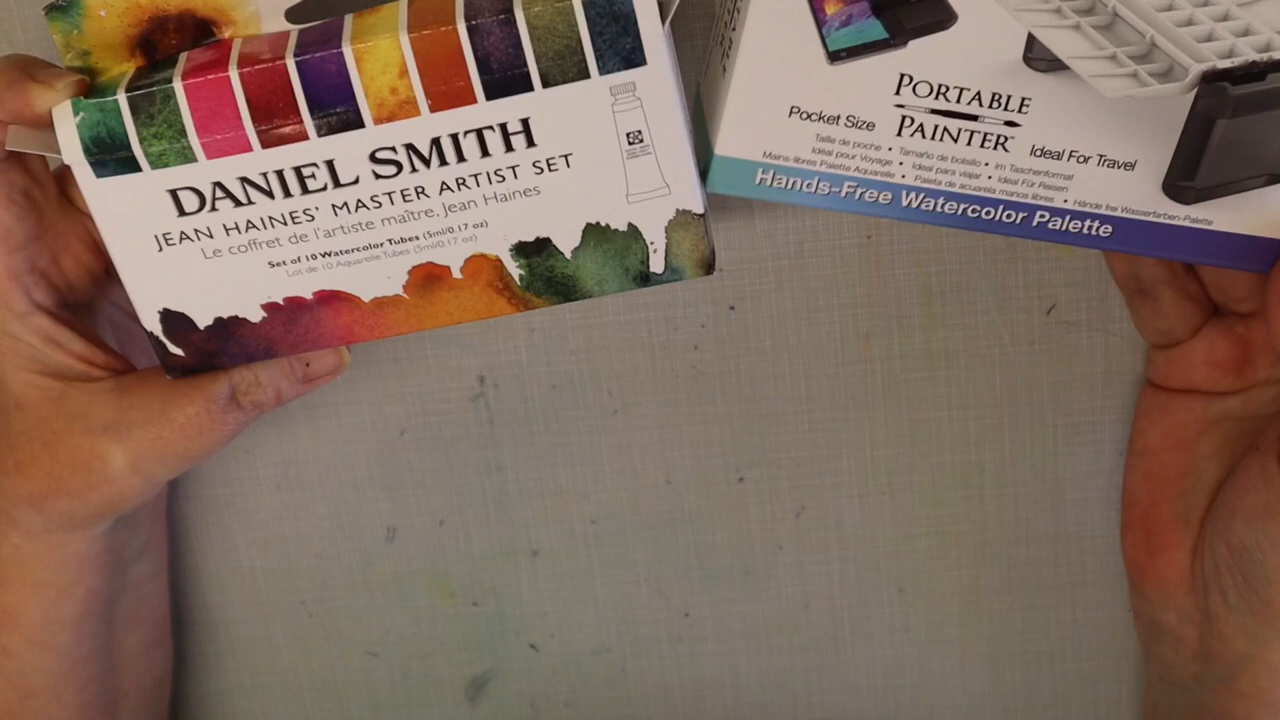 DANIEL SMITH
JEAN HAINES' MASTER ARTIST SET
Le coffret de l'artiste maître, Jean Haines
Set of 10 Watercolor Tubes (5ml/0.17 oz)
Lot de 10 Aquarelle Tubes (5ml/0.17 oz)
PORTABLE
PAINTER™
Pocket Size
Ideal For Travel
Taille de poche • Tamaño de bolsillo • Im Taschenformat
Idéal pour Voyage • Ideal para viajar • Ideal Für Reisen
Mains-libres Palette Aquarelle • Paleta de acuarela manos libres • Hände frei Wasserfarben-Palette
Hands-Free Watercolor Palette